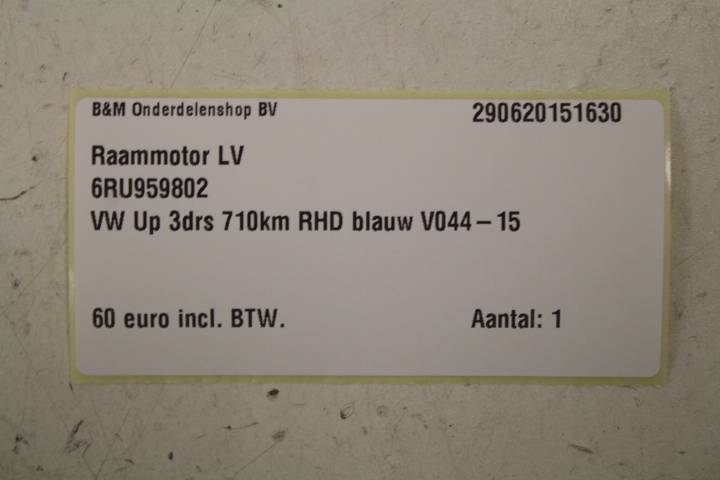 B&M Onderdelenshop BV 290620151630
Raammotor LV
6RU959802
VW Up 3drs 710km RHD blauw V044-15
60 euro incl. BTW. Aantal: 1